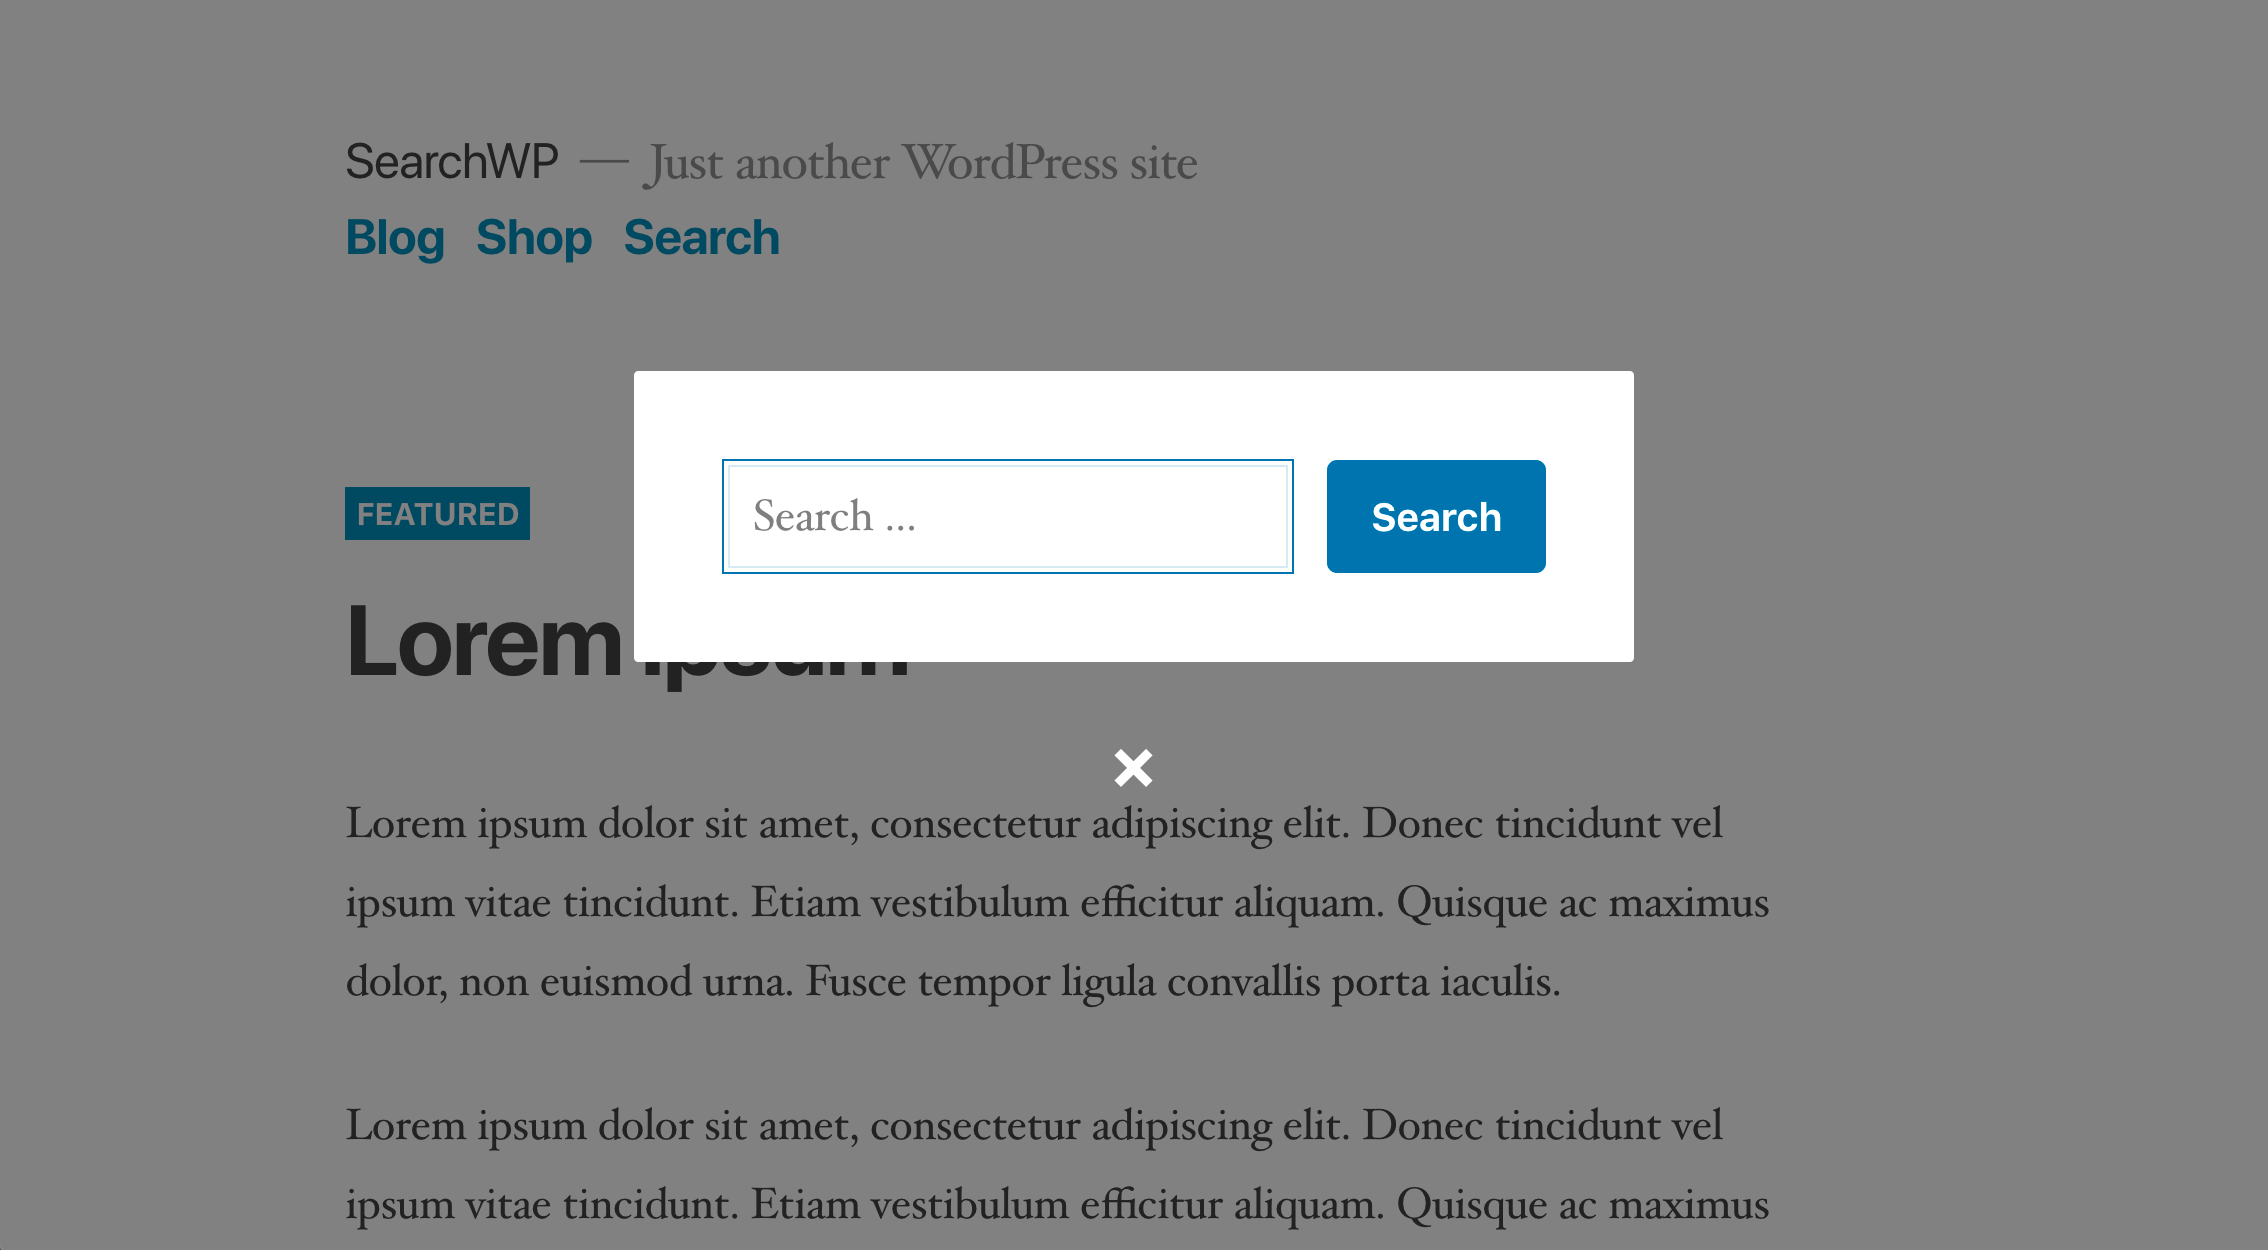 SearchWP — Just another WordPress site
Blog Shop Search
Search ... Search
FEATURED
Lorem ipsum
Lorem ipsum dolor sit amet, consectetur adipiscing elit. Donec tincidunt vel
ipsum vitae tincidunt. Etiam vestibulum efficitur aliquam. Quisque ac maximus
dolor, non euismod urna. Fusce tempor ligula convallis porta iaculis.
Lorem ipsum dolor sit amet, consectetur adipiscing elit. Donec tincidunt vel
ipsum vitae tincidunt. Etiam vestibulum efficitur aliquam. Quisque ac maximus